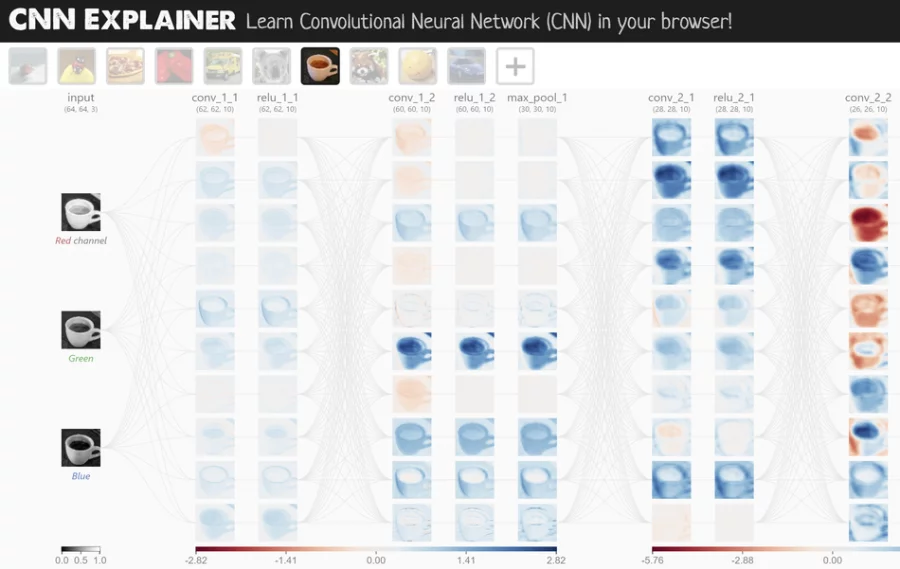 CNN EXPLAINER Learn Convolutional Neural Network (CNN) in your browser!
input conv_1_1 relu_1_1 conv_1_2 relu_1_2 max_pool_1 conv_2_1 relu_2_1 conv_2_2
(64, 64, 3) (62, 62, 10) (62, 62, 10) (60, 60, 10) (60, 60, 10) (30, 30, 10) (28, 28, 10) (28, 28, 10) (26, 26, 10)
Red channel
Green
Blue
0.0 0.5 1.0 -2.82 -1.41 0.00 1.41 2.82 -5.76 -2.88 0.00